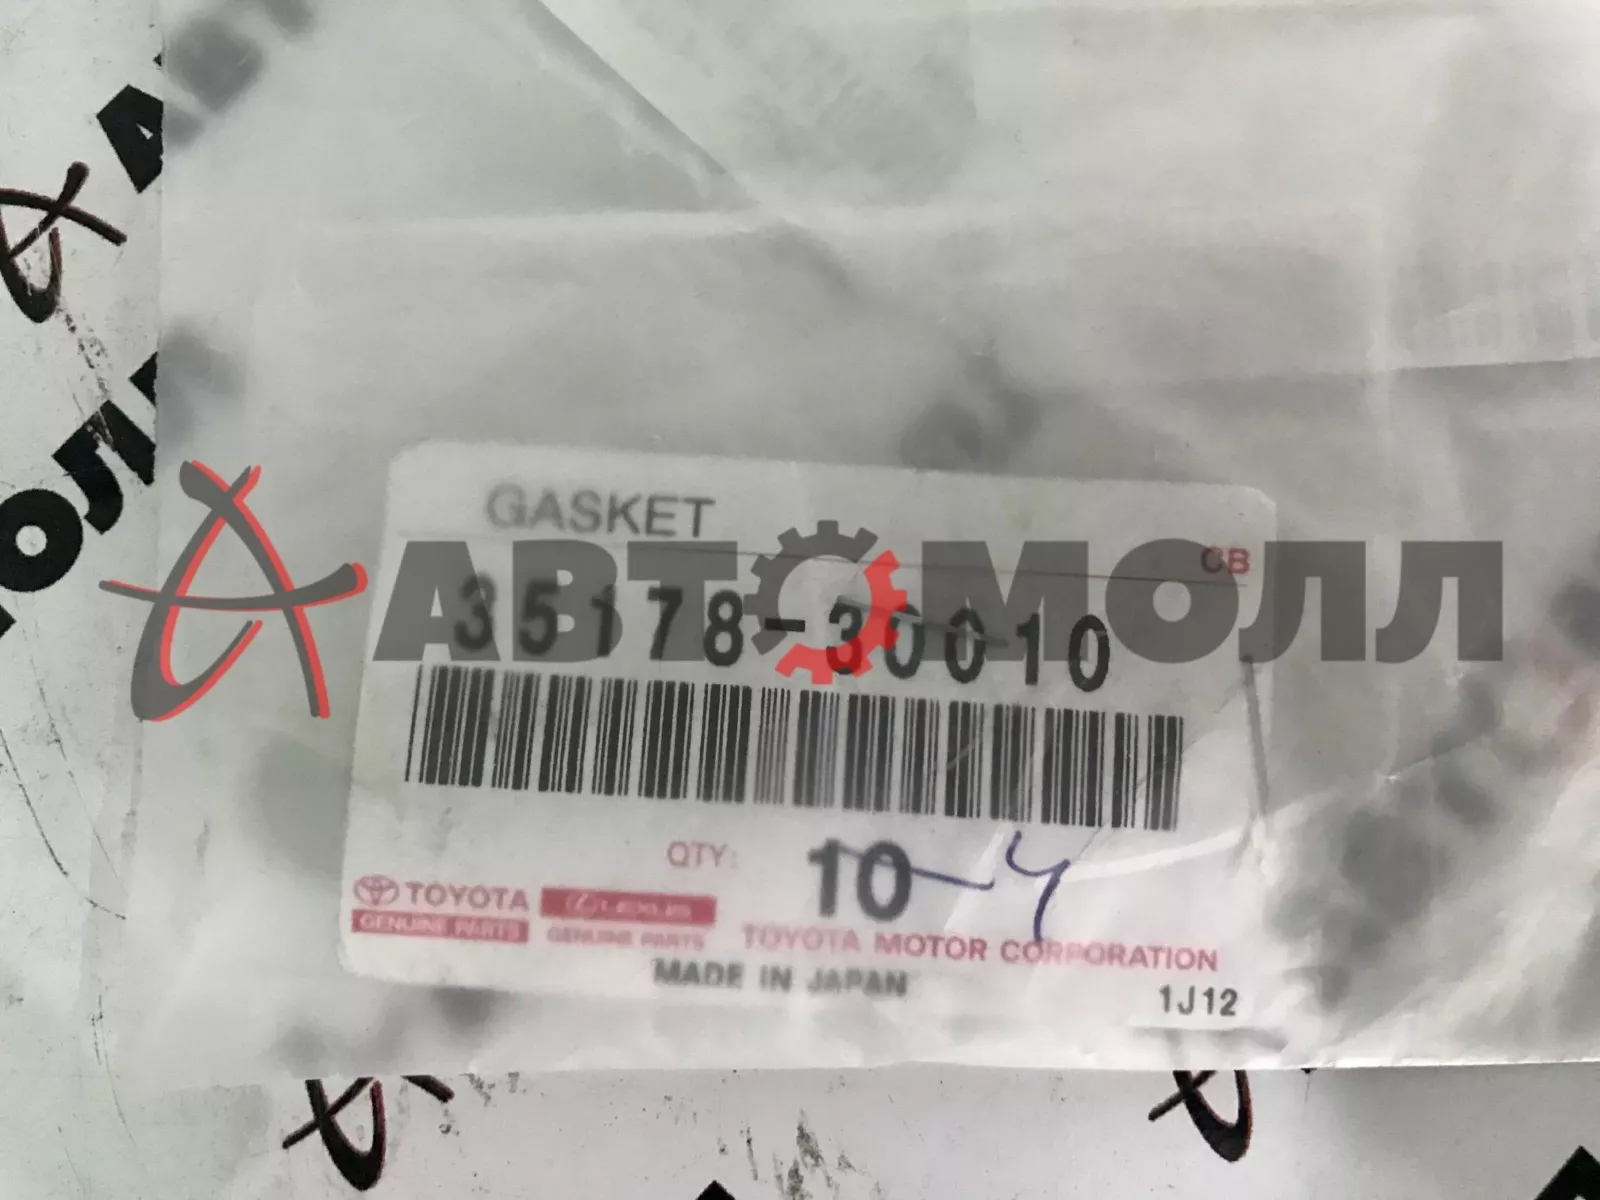 GASKET
CB
35178-30010
АВТОМОЛЛ
QTY: 10 4
TOYOTA
GENUINE PARTS
LEXUS
GENUINE PARTS
TOYOTA MOTOR CORPORATION
MADE IN JAPAN
1J12